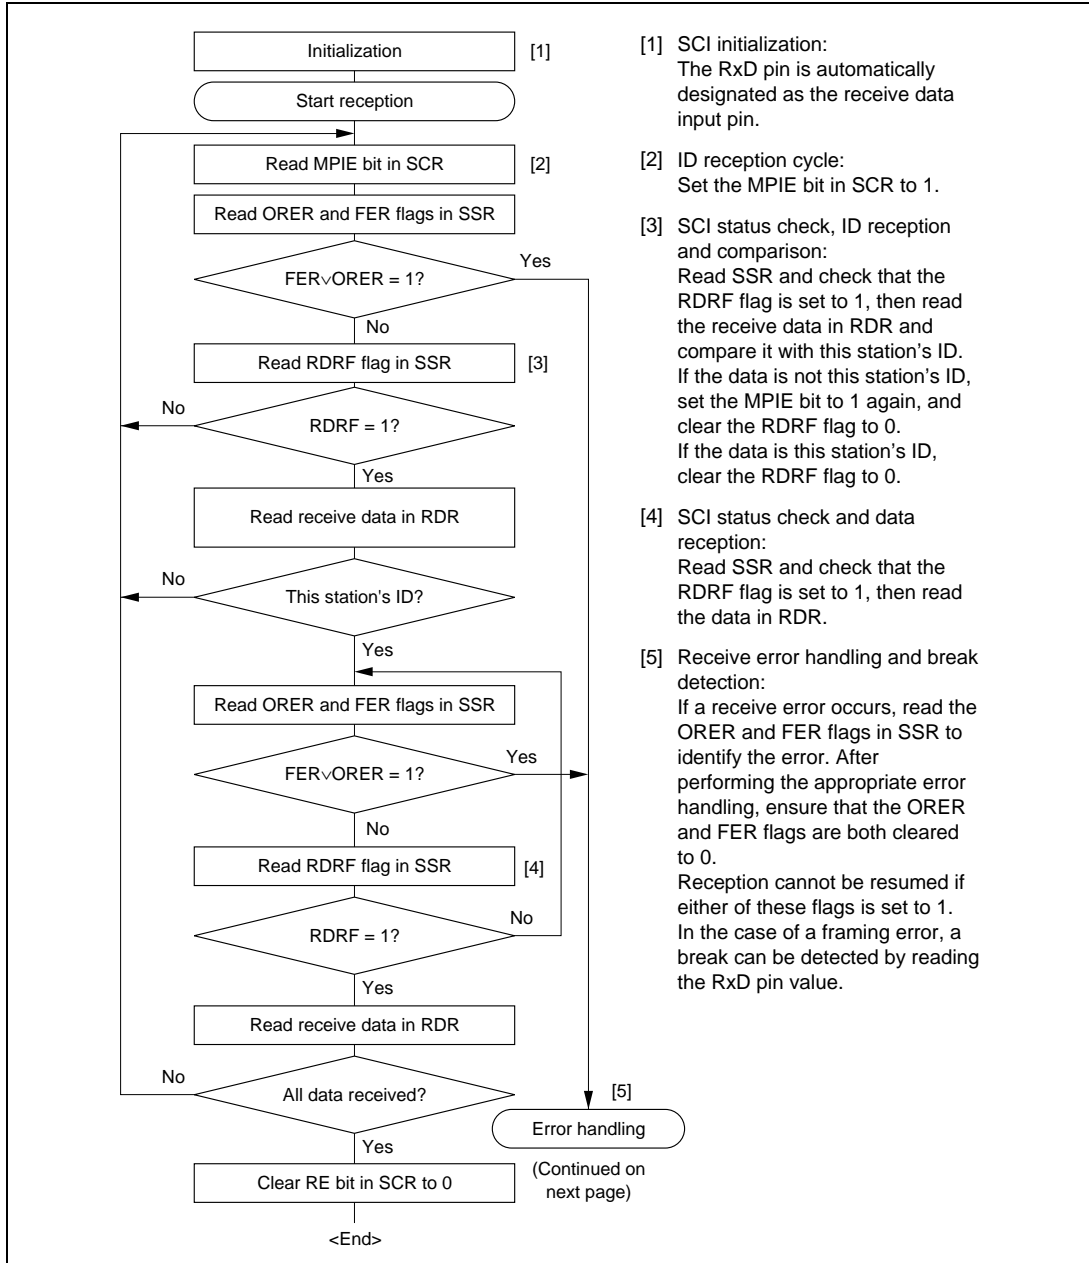 Initialization [1]
Start reception
Read MPIE bit in SCR [2]
Read ORER and FER flags in SSR
Yes
FER∨ORER = 1?
No
Read RDRF flag in SSR [3]
No
RDRF = 1?
Yes
Read receive data in RDR
No
This station's ID?
Yes
Read ORER and FER flags in SSR
Yes
FER∨ORER = 1?
No
Read RDRF flag in SSR [4]
No
RDRF = 1?
Yes
Read receive data in RDR
No
All data received?
[5]
Error handling
Yes
(Continued on
next page)
Clear RE bit in SCR to 0
<End>
[1] SCI initialization:
The RxD pin is automatically
designated as the receive data
input pin.
[2] ID reception cycle:
Set the MPIE bit in SCR to 1.
[3] SCI status check, ID reception
and comparison:
Read SSR and check that the
RDRF flag is set to 1, then read
the receive data in RDR and
compare it with this station's ID.
If the data is not this station's ID,
set the MPIE bit to 1 again, and
clear the RDRF flag to 0.
If the data is this station's ID,
clear the RDRF flag to 0.
[4] SCI status check and data
reception:
Read SSR and check that the
RDRF flag is set to 1, then read
the data in RDR.
[5] Receive error handling and break
detection:
If a receive error occurs, read the
ORER and FER flags in SSR to
identify the error. After
performing the appropriate error
handling, ensure that the ORER
and FER flags are both cleared
to 0.
Reception cannot be resumed if
either of these flags is set to 1.
In the case of a framing error, a
break can be detected by reading
the RxD pin value.